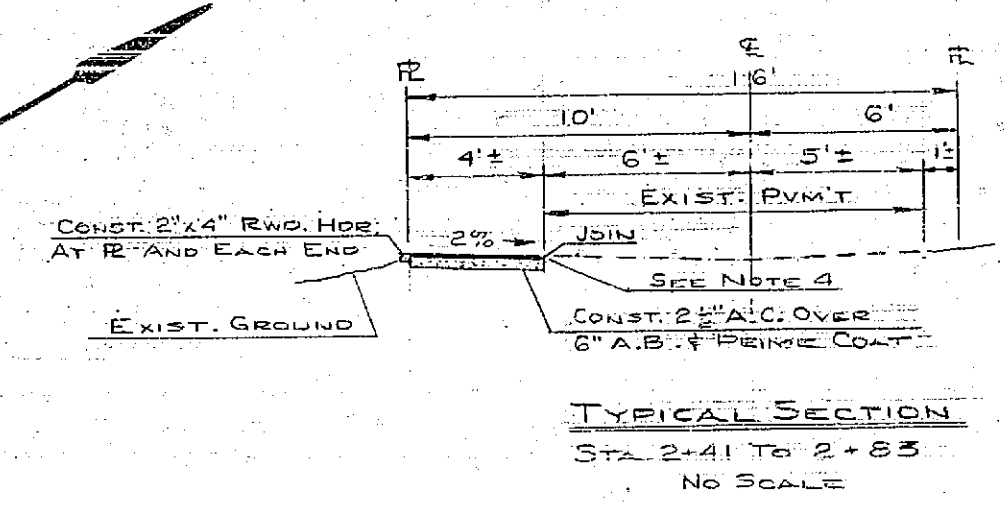 ℄
PL
PL
16'
10'
6'
4'±
6'±
5'±
1'±
EXIST. PVM'T
CONST. 2"x4" RWD. HDR.
AT PL AND EACH END
2%
JOIN
SEE NOTE 4
EXIST. GROUND
CONST. 2½" A.C. OVER
6" A.B. & PRIME COAT
TYPICAL SECTION
STA 2+41 TO 2+83
NO SCALE